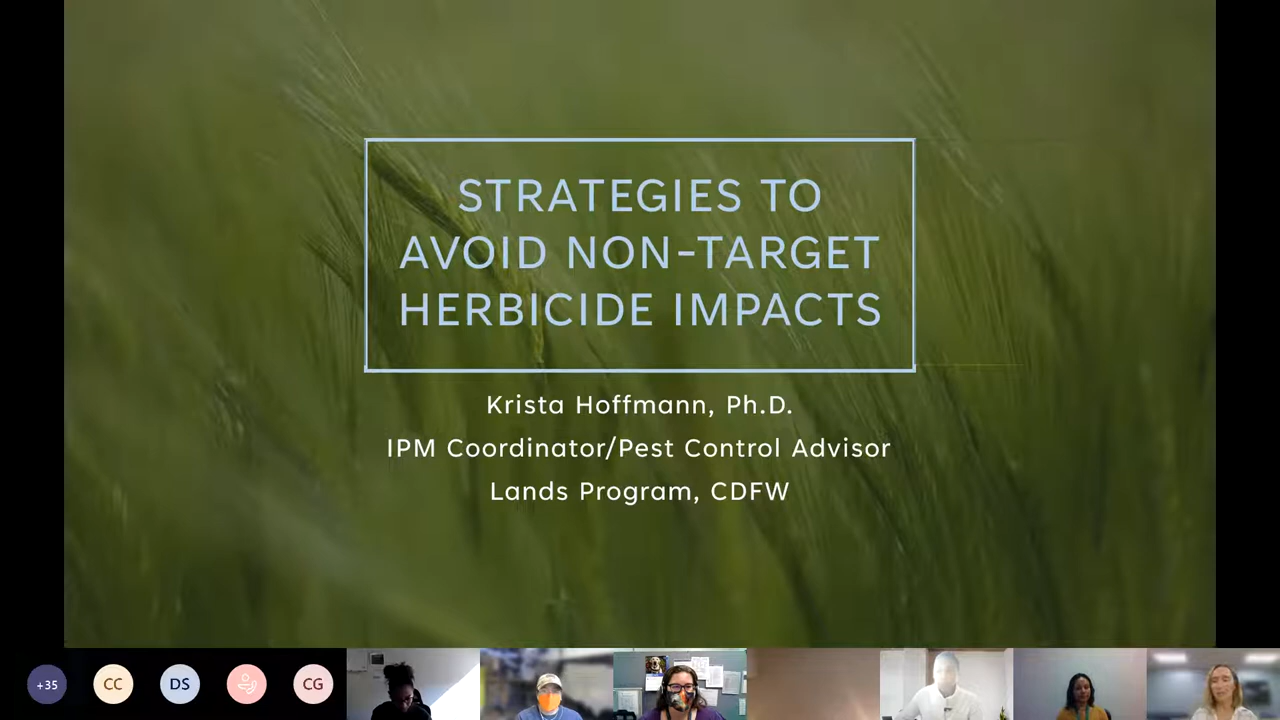 STRATEGIES TO
AVOID NON-TARGET
HERBICIDE IMPACTS
Krista Hoffmann, Ph.D.
IPM Coordinator/Pest Control Advisor
Lands Program, CDFW
+35
CC
DS
CG